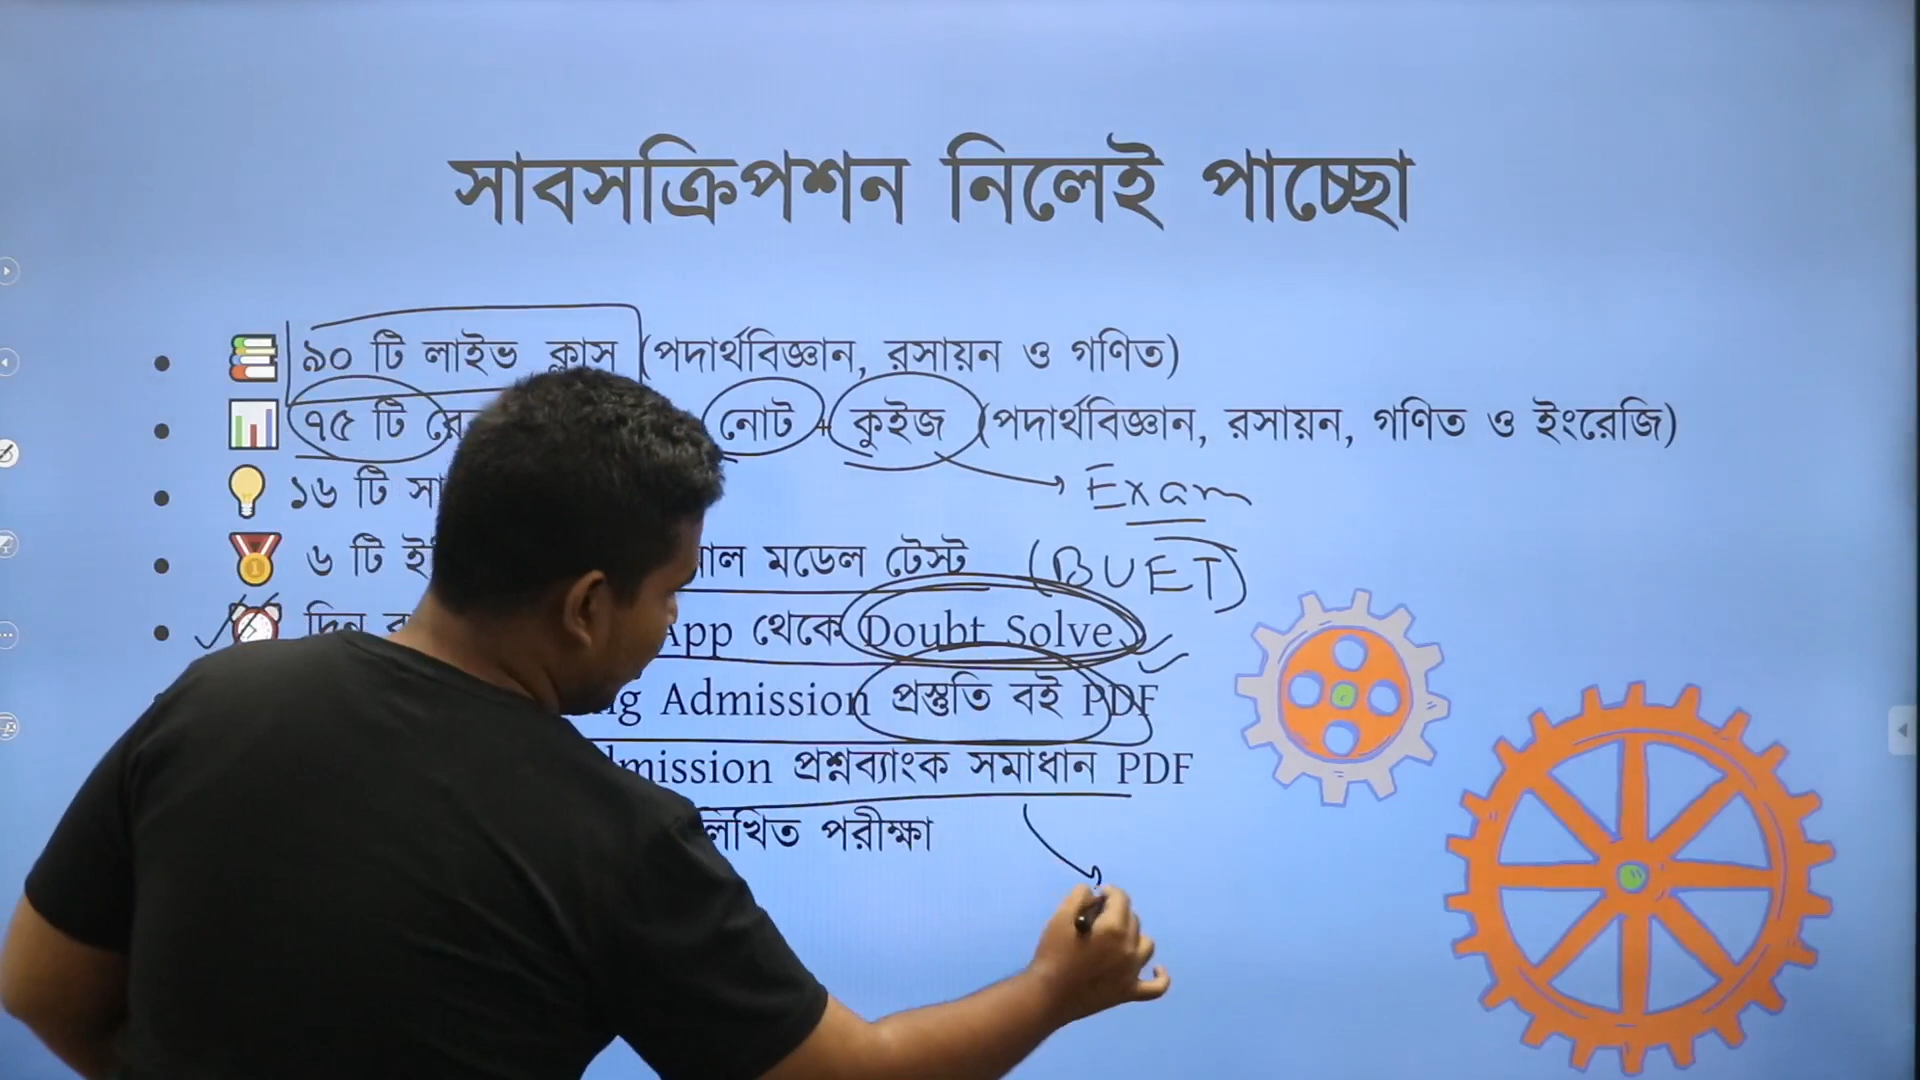 সাবসক্রিপশন নিলেই পাচ্ছো
৯০ টি লাইভ ক্লাস (পদার্থবিজ্ঞান, রসায়ন ও গণিত)
৭৫ টি নোট + কুইজ (পদার্থবিজ্ঞান, রসায়ন, গণিত ও ইংরেজি)
Exam
১৬ টি
৬ টি মডেল টেস্ট (BUET)
App থেকে Doubt Solve
Admission প্রস্তুতি বই PDF
প্রশ্নব্যাংক সমাধান PDF
লিখিত পরীক্ষা